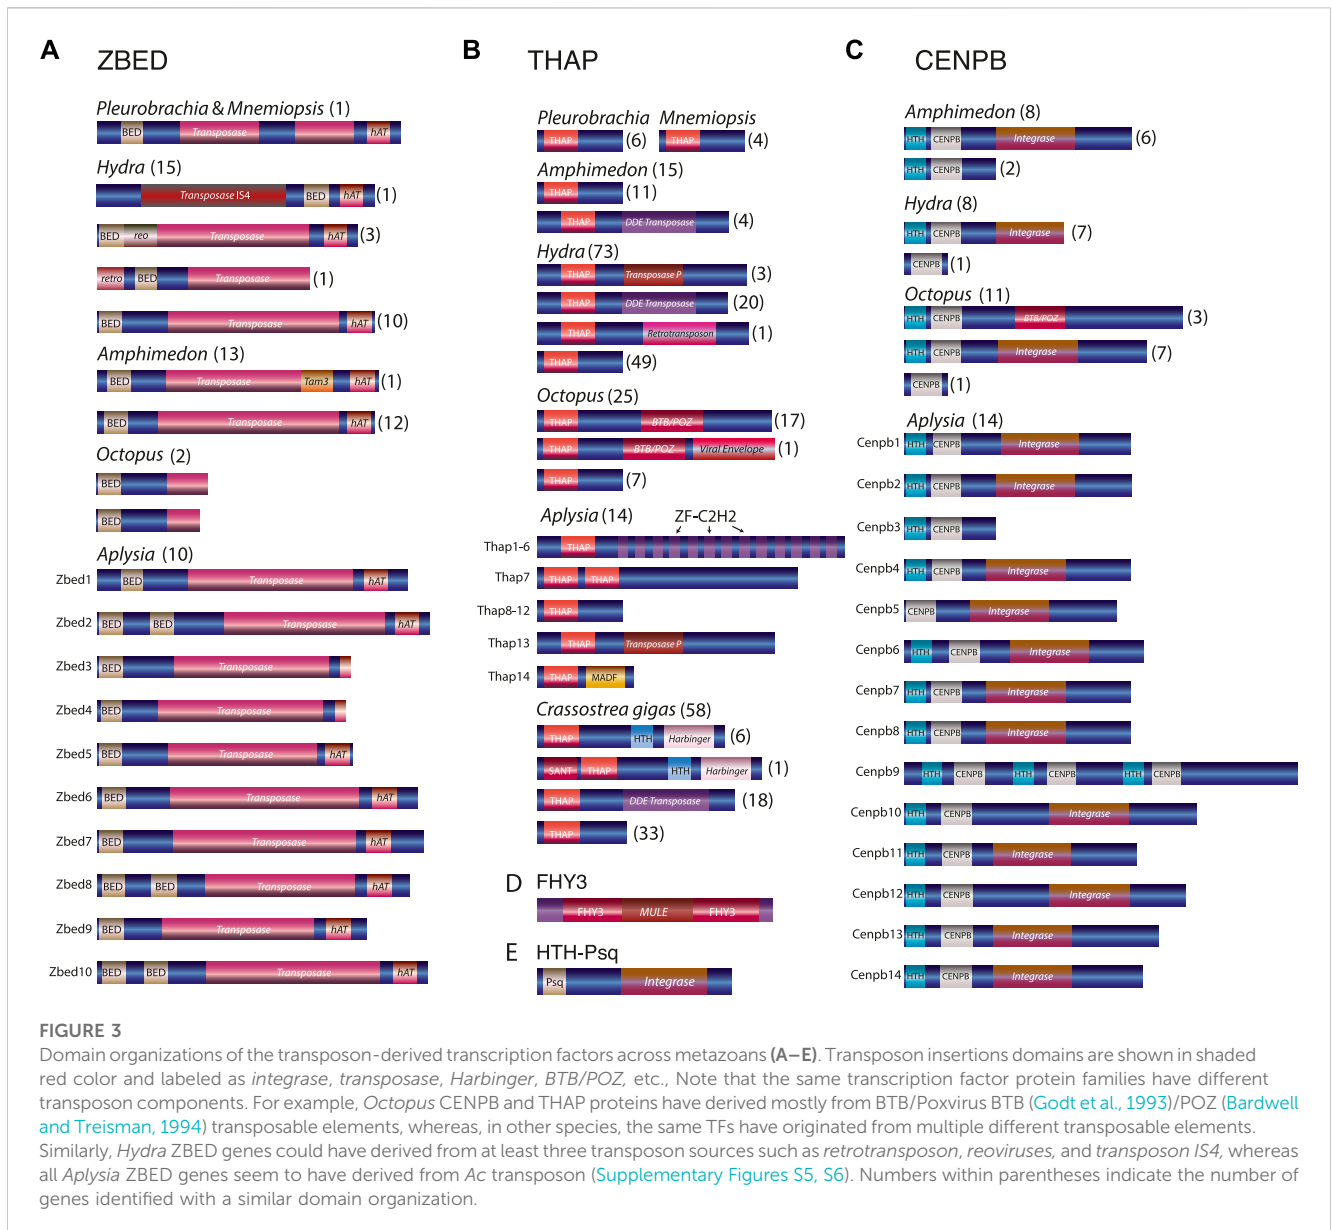 A ZBED
Pleurobrachia & Mnemiopsis (1)
BED Transposase hAT
Hydra (15)
Transposase IS4 BED hAT (1)
BED reo Transposase hAT (3)
retro BED Transposase (1)
BED Transposase hAT (10)
Amphimedon (13)
BED Transposase Tam3 hAT (1)
BED Transposase hAT (12)
Octopus (2)
BED
BED
Aplysia (10)
Zbed1 BED Transposase hAT
Zbed2 BED BED Transposase hAT
Zbed3 BED Transposase
Zbed4 BED Transposase
Zbed5 BED Transposase hAT
Zbed6 BED Transposase hAT
Zbed7 BED Transposase hAT
Zbed8 BED BED Transposase hAT
Zbed9 BED Transposase hAT
Zbed10 BED BED Transposase hAT
B THAP
Pleurobrachia Mnemiopsis
THAP (6) THAP (4)
Amphimedon (15)
THAP (11)
THAP DDE Transposase (4)
Hydra (73)
THAP Transposase P (3)
THAP DDE Transposase (20)
THAP Retrotransposon (1)
THAP (49)
Octopus (25)
THAP BTB/POZ (17)
THAP BTB/POZ Viral Envelope (1)
THAP (7)
Aplysia (14) ZF-C2H2
Thap1-6 THAP
Thap7 THAP THAP
Thap8-12 THAP
Thap13 THAP Transposase P
Thap14 THAP MADF
Crassostrea gigas (58)
THAP HTH Harbinger (6)
SANT THAP HTH Harbinger (1)
THAP DDE Transposase (18)
THAP (33)
D FHY3
FHY3 MULE FHY3
E HTH-Psq
Psq Integrase
C CENPB
Amphimedon (8)
HTH CENPB Integrase (6)
HTH CENPB (2)
Hydra (8)
HTH CENPB Integrase (7)
CENPB (1)
Octopus (11)
HTH CENPB BTB/POZ (3)
HTH CENPB Integrase (7)
CENPB (1)
Aplysia (14)
Cenpb1 HTH CENPB Integrase
Cenpb2 HTH CENPB Integrase
Cenpb3 HTH CENPB
Cenpb4 HTH CENPB Integrase
Cenpb5 CENPB Integrase
Cenpb6 HTH CENPB Integrase
Cenpb7 HTH CENPB Integrase
Cenpb8 HTH CENPB Integrase
Cenpb9 HTH CENPB HTH CENPB HTH CENPB
Cenpb10 HTH CENPB Integrase
Cenpb11 HTH CENPB Integrase
Cenpb12 HTH CENPB Integrase
Cenpb13 HTH CENPB Integrase
Cenpb14 HTH CENPB Integrase
FIGURE 3
Domain organizations of the transposon-derived transcription factors across metazoans (A–E). Transposon insertions domains are shown in shaded
red color and labeled as integrase, transposase, Harbinger, BTB/POZ, etc., Note that the same transcription factor protein families have different
transposon components. For example, Octopus CENPB and THAP proteins have derived mostly from BTB/Poxvirus BTB (Godt et al., 1993)/POZ (Bardwell
and Treisman, 1994) transposable elements, whereas, in other species, the same TFs have originated from multiple different transposable elements.
Similarly, Hydra ZBED genes could have derived from at least three transposon sources such as retrotransposon, reoviruses, and transposon IS4, whereas
all Aplysia ZBED genes seem to have derived from Ac transposon (Supplementary Figures S5, S6). Numbers within parentheses indicate the number of
genes identified with a similar domain organization.